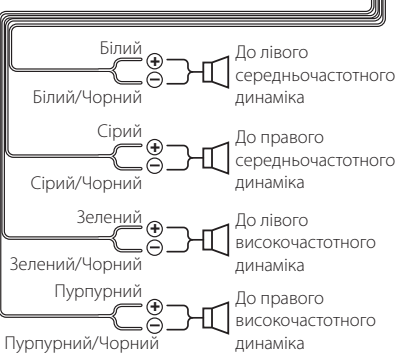 Білий
Білий/Чорний
До лівого
середньочастотного
динаміка
Сірий
Сірий/Чорний
До правого
середньочастотного
динаміка
Зелений
Зелений/Чорний
До лівого
високочастотного
динаміка
Пурпурний
Пурпурний/Чорний
До правого
високочастотного
динаміка